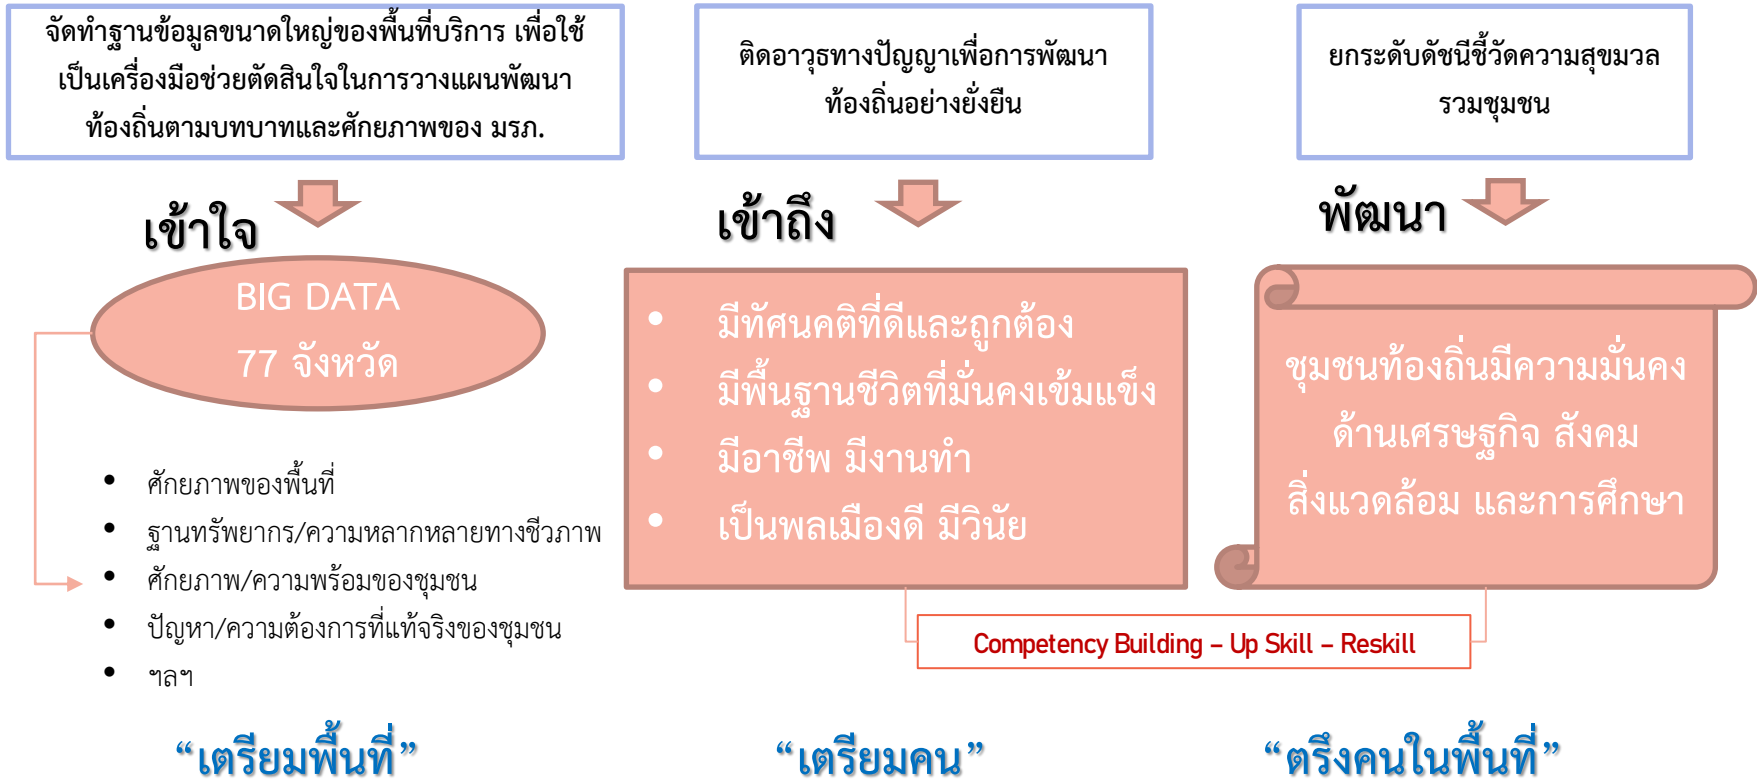 จัดทำฐานข้อมูลขนาดใหญ่ของพื้นที่บริการ เพื่อใช้
เป็นเครื่องมือช่วยตัดสินใจในการวางแผนพัฒนา
ท้องถิ่นตามบทบาทและศักยภาพของ มรภ.
เข้าใจ
BIG DATA
77 จังหวัด
• ศักยภาพของพื้นที่
• ฐานทรัพยากร/ความหลากหลายทางชีวภาพ
• ศักยภาพ/ความพร้อมของชุมชน
• ปัญหา/ความต้องการที่แท้จริงของชุมชน
• ฯลฯ
“เตรียมพื้นที่”
ติดอาวุธทางปัญญาเพื่อการพัฒนา
ท้องถิ่นอย่างยั่งยืน
เข้าถึง
• มีทัศนคติที่ดีและถูกต้อง
• มีพื้นฐานชีวิตที่มั่นคงเข้มแข็ง
• มีอาชีพ มีงานทำ
• เป็นพลเมืองดี มีวินัย
“เตรียมคน”
ยกระดับดัชนีชี้วัดความสุขมวล
รวมชุมชน
พัฒนา
ชุมชนท้องถิ่นมีความมั่นคง
ด้านเศรษฐกิจ สังคม
สิ่งแวดล้อม และการศึกษา
Competency Building – Up Skill – Reskill
“ตรึงคนในพื้นที่”